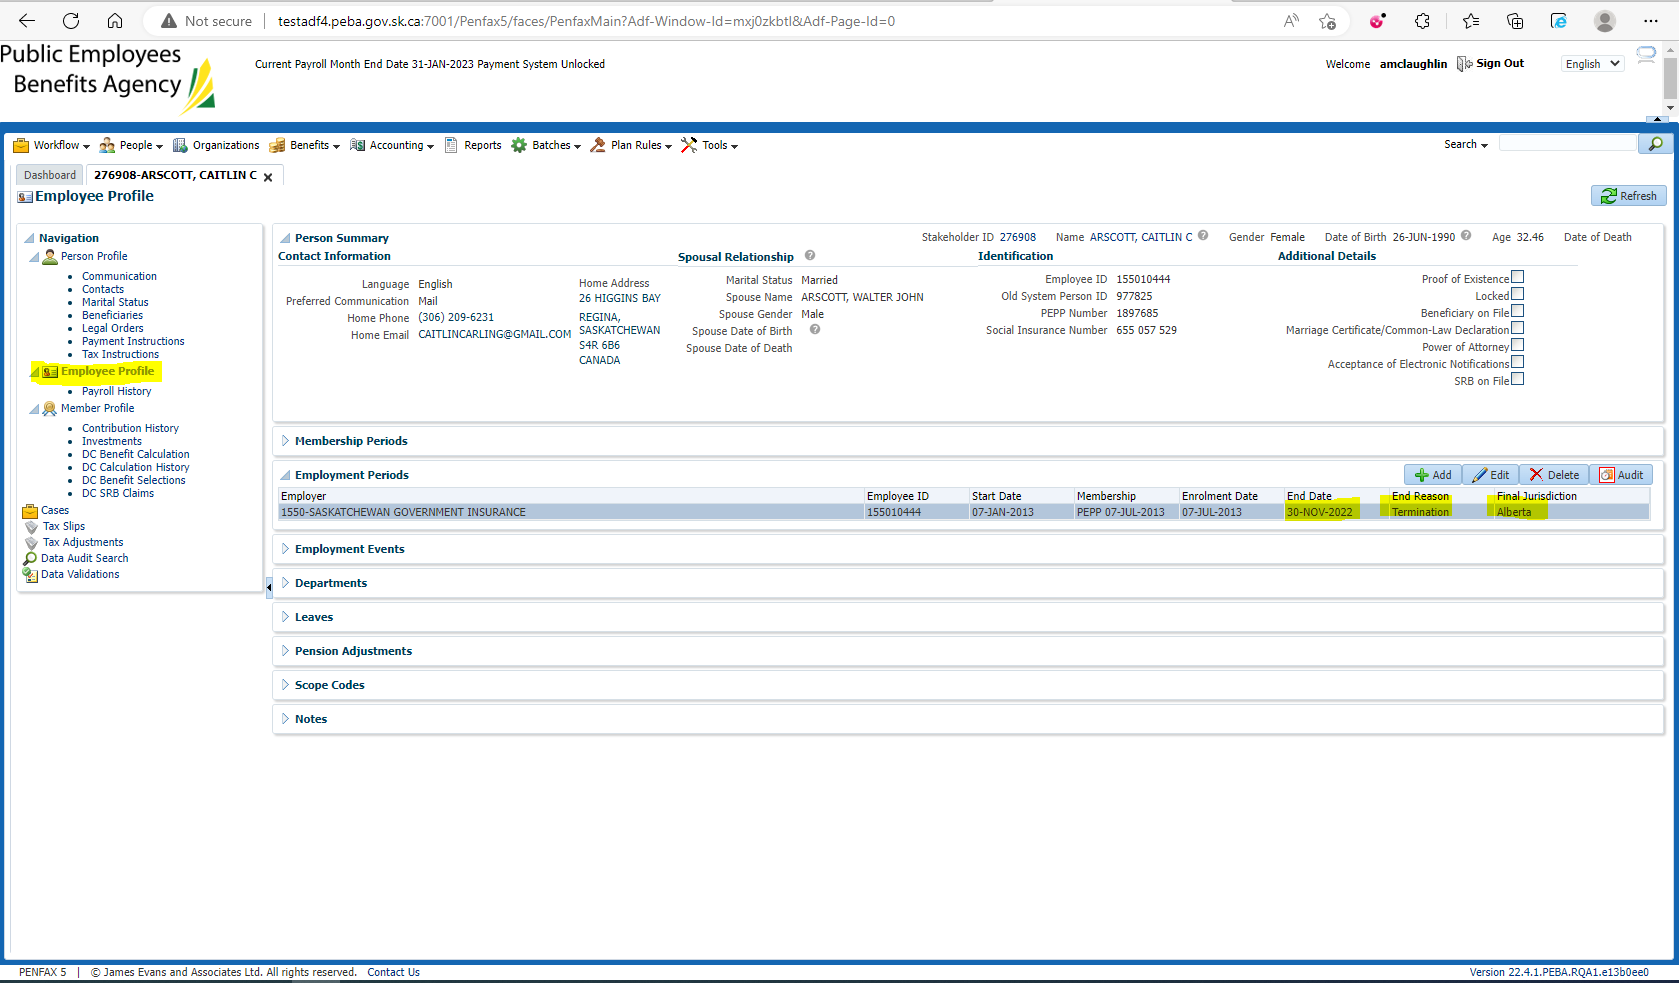 Not secure | testadf4.peba.gov.sk.ca:7001/Penfax5/faces/PenfaxMain?Adf-Window-Id=mxj0zkbtl&Adf-Page-Id=0
Public Employees
Benefits Agency
Current Payroll Month End Date 31-JAN-2023 Payment System Unlocked
Welcome amclaughlin Sign Out English
Workflow People Organizations Benefits Accounting Reports Batches Plan Rules Tools Search
Dashboard 276908-ARSCOTT, CAITLIN C
Employee Profile Refresh
Navigation
Person Profile
Communication
Contacts
Marital Status
Beneficiaries
Legal Orders
Payment Instructions
Tax Instructions
Employee Profile
Payroll History
Member Profile
Contribution History
Investments
DC Benefit Calculation
DC Calculation History
DC Benefit Selections
DC SRB Claims
Cases
Tax Slips
Tax Adjustments
Data Audit Search
Data Validations
Person Summary Stakeholder ID 276908 Name ARSCOTT, CAITLIN C Gender Female Date of Birth 26-JUN-1990 Age 32.46 Date of Death
Contact Information
Language English
Preferred Communication Mail
Home Phone (306) 209-6231
Home Email CAITLINCARLING@GMAIL.COM
Home Address
26 HIGGINS BAY
REGINA,
SASKATCHEWAN
S4R 6B6
CANADA
Spousal Relationship
Marital Status Married
Spouse Name ARSCOTT, WALTER JOHN
Spouse Gender Male
Spouse Date of Birth
Spouse Date of Death
Identification
Employee ID 155010444
Old System Person ID 977825
PEPP Number 1897685
Social Insurance Number 655 057 529
Additional Details
Proof of Existence
Locked
Beneficiary on File
Marriage Certificate/Common-Law Declaration
Power of Attorney
Acceptance of Electronic Notifications
SRB on File
Membership Periods
Employment Periods Add Edit Delete Audit
Employer Employee ID Start Date Membership Enrolment Date End Date End Reason Final Jurisdiction
1550-SASKATCHEWAN GOVERNMENT INSURANCE 155010444 07-JAN-2013 PEPP 07-JUL-2013 07-JUL-2013 30-NOV-2022 Termination Alberta
Employment Events
Departments
Leaves
Pension Adjustments
Scope Codes
Notes
PENFAX 5 | © James Evans and Associates Ltd. All rights reserved. Contact Us Version 22.4.1.PEBA.RQA1.e13b0ee0